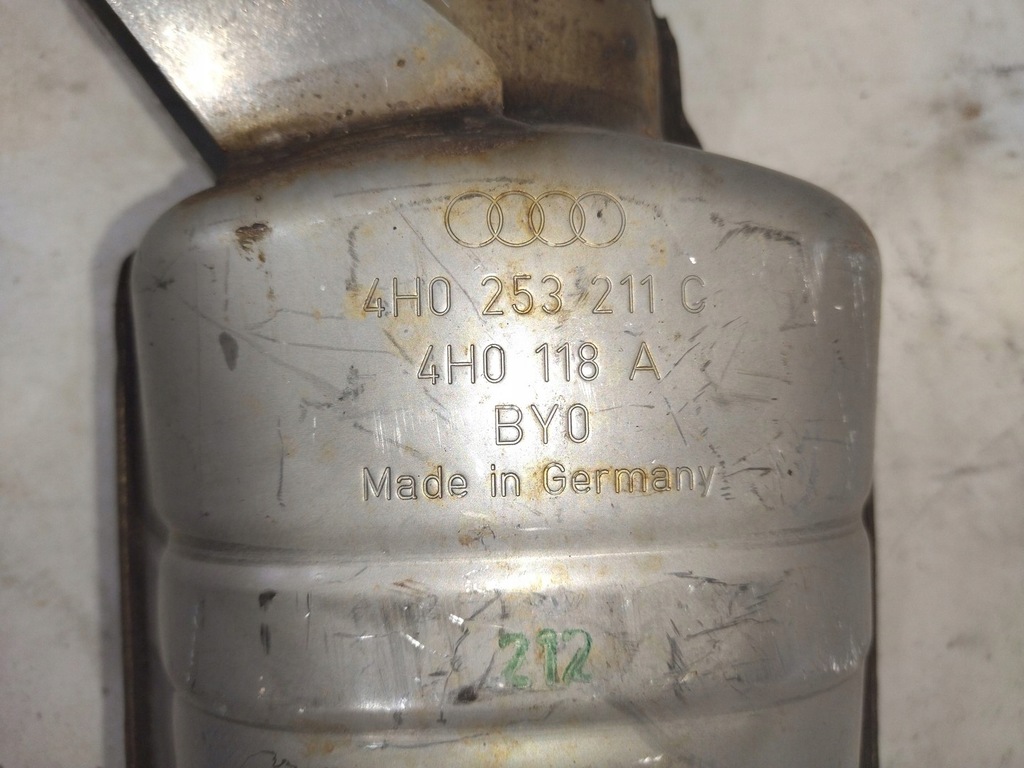 4H0 253 211 C
4H0 118 A
BY0
Made in Germany
212